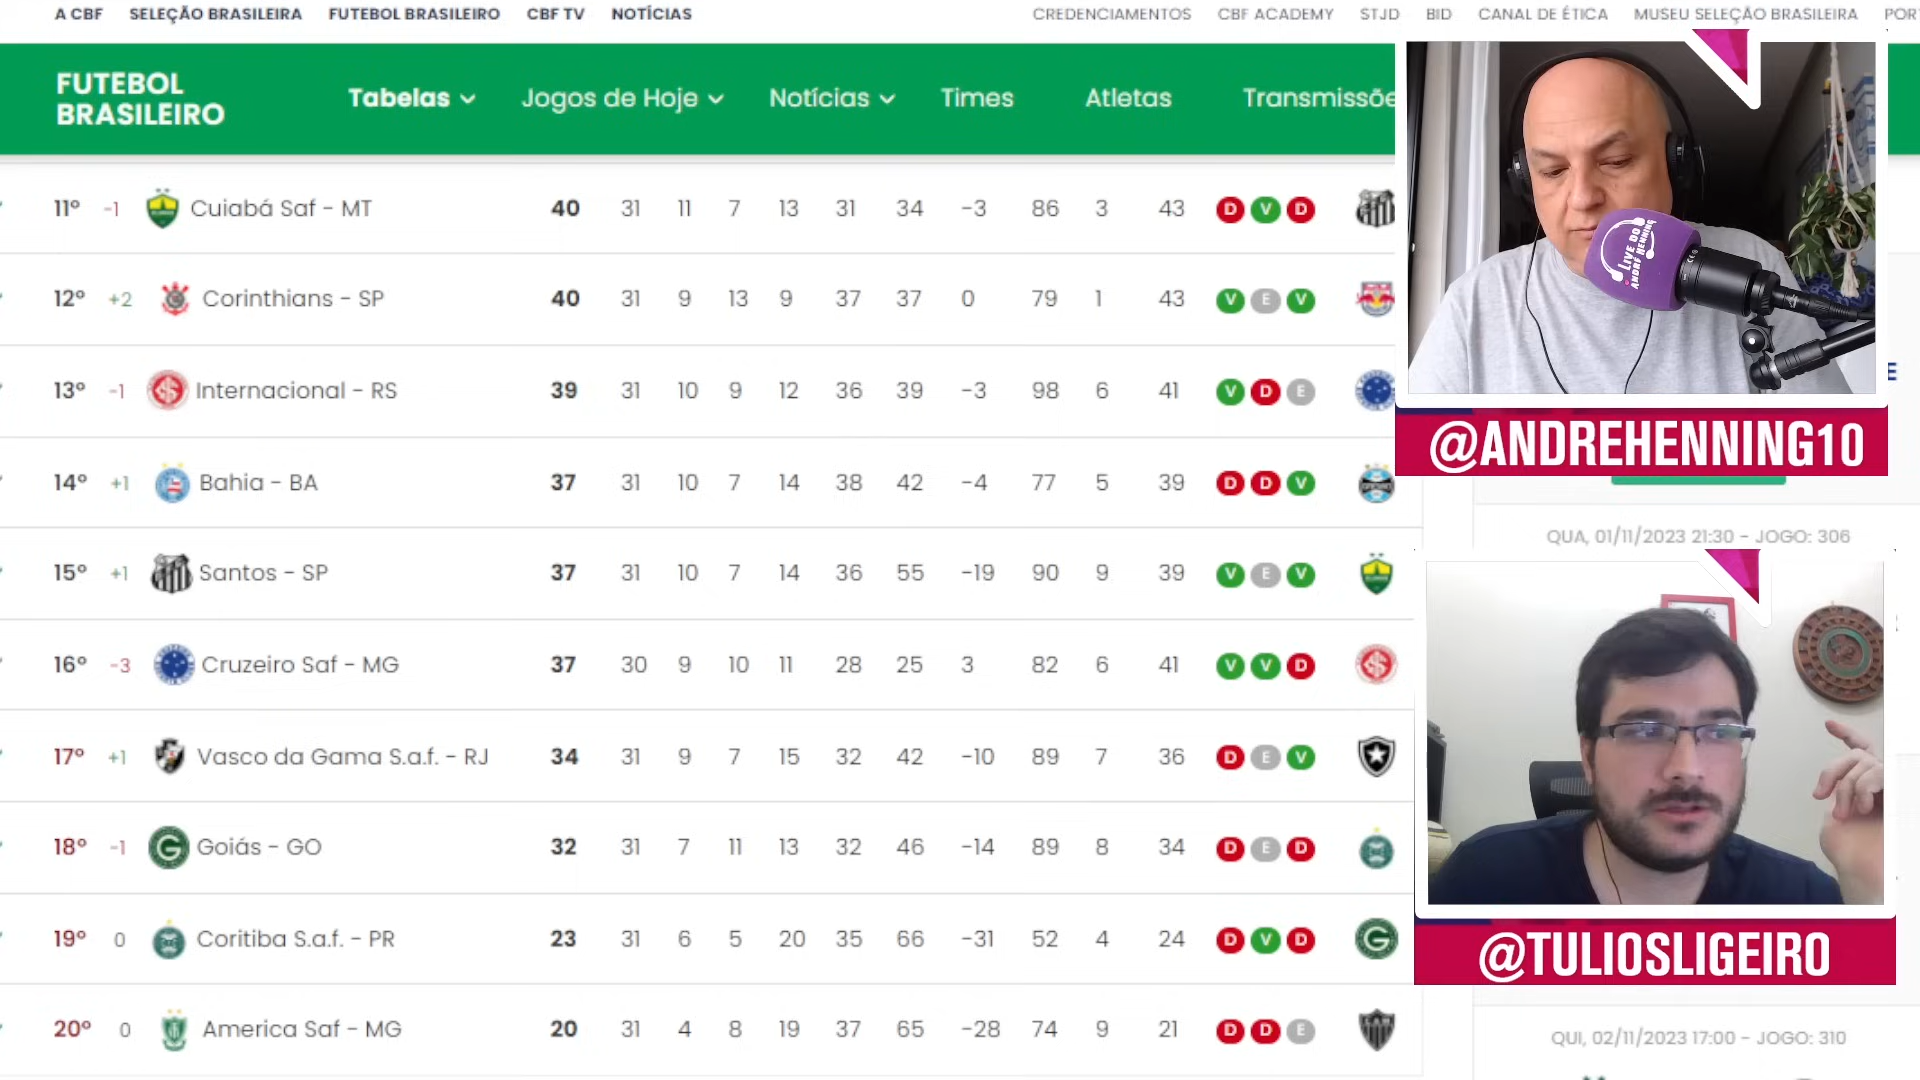 A CBF SELEÇÃO BRASILEIRA FUTEBOL BRASILEIRO CBF TV NOTÍCIAS CREDENCIAMENTOS CBF ACADEMY STJD BID CANAL DE ÉTICA MUSEU SELEÇÃO BRASILEIRA POR
FUTEBOL
BRASILEIRO
Tabelas Jogos de Hoje Notícias Times Atletas Transmissõe
11º -1 Cuiabá Saf - MT 40 31 11 7 13 31 34 -3 86 3 43 D V D
12º +2 Corinthians - SP 40 31 9 13 9 37 37 0 79 1 43 V E V
13º -1 Internacional - RS 39 31 10 9 12 36 39 -3 98 6 41 V D E
14º +1 Bahia - BA 37 31 10 7 14 38 42 -4 77 5 39 D D V
15º +1 Santos - SP 37 31 10 7 14 36 55 -19 90 9 39 V E V
16º -3 Cruzeiro Saf - MG 37 30 9 10 11 28 25 3 82 6 41 V V D
17º +1 Vasco da Gama S.a.f. - RJ 34 31 9 7 15 32 42 -10 89 7 36 D E V
18º -1 Goiás - GO 32 31 7 11 13 32 46 -14 89 8 34 D E D
19º 0 Coritiba S.a.f. - PR 23 31 6 5 20 35 66 -31 52 4 24 D V D
20º 0 America Saf - MG 20 31 4 8 19 37 65 -28 74 9 21 D D E
LIVE DO
ANDRÉ HENNING
@ANDREHENNING10
E
QUA, 01/11/2023 21:30 - JOGO: 306
@TULIOSLIGEIRO
QUI, 02/11/2023 17:00 - JOGO: 310